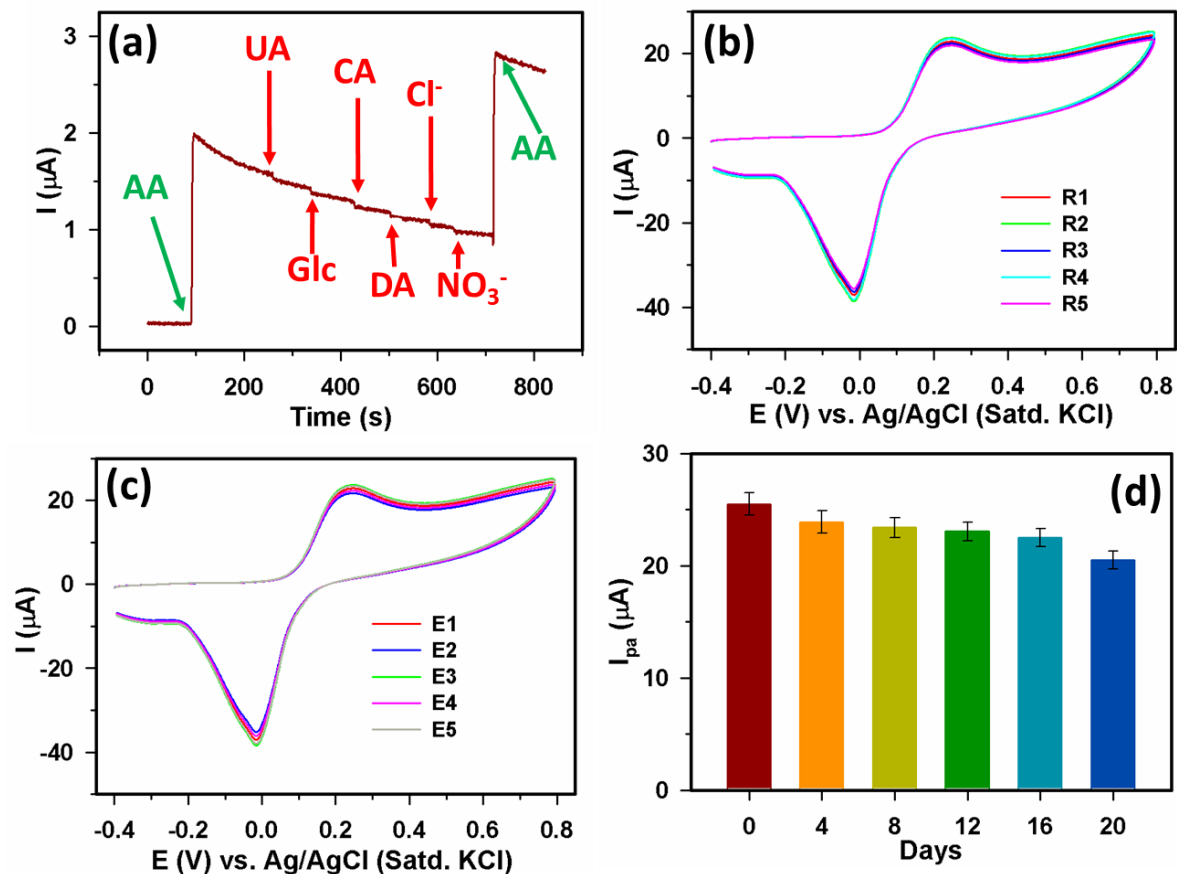 (a)
I (µA)
3
2
1
0
AA
UA
CA
Cl⁻
AA
Glc
DA
NO₃⁻
0
200
400
600
800
Time (s)
(b)
I (µA)
20
0
-20
-40
R1
R2
R3
R4
R5
-0.4
-0.2
0.0
0.2
0.4
0.6
0.8
E (V) vs. Ag/AgCl (Satd. KCl)
(c)
I (µA)
20
0
-20
-40
E1
E2
E3
E4
E5
-0.4
-0.2
0.0
0.2
0.4
0.6
0.8
E (V) vs. Ag/AgCl (Satd. KCl)
(d)
Iₚₐ (µA)
30
20
10
0
0
4
8
12
16
20
Days